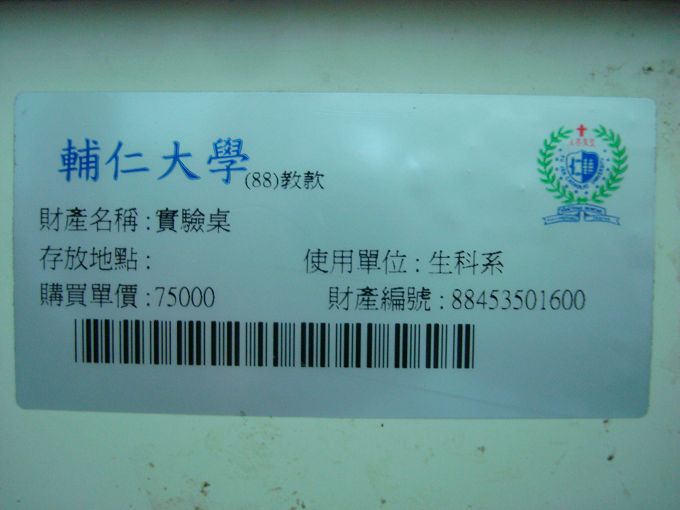 輔仁大學(88)教款
財產名稱:實驗桌
存放地點: 使用單位:生科系
購買單價:75000 財產編號:88453501600